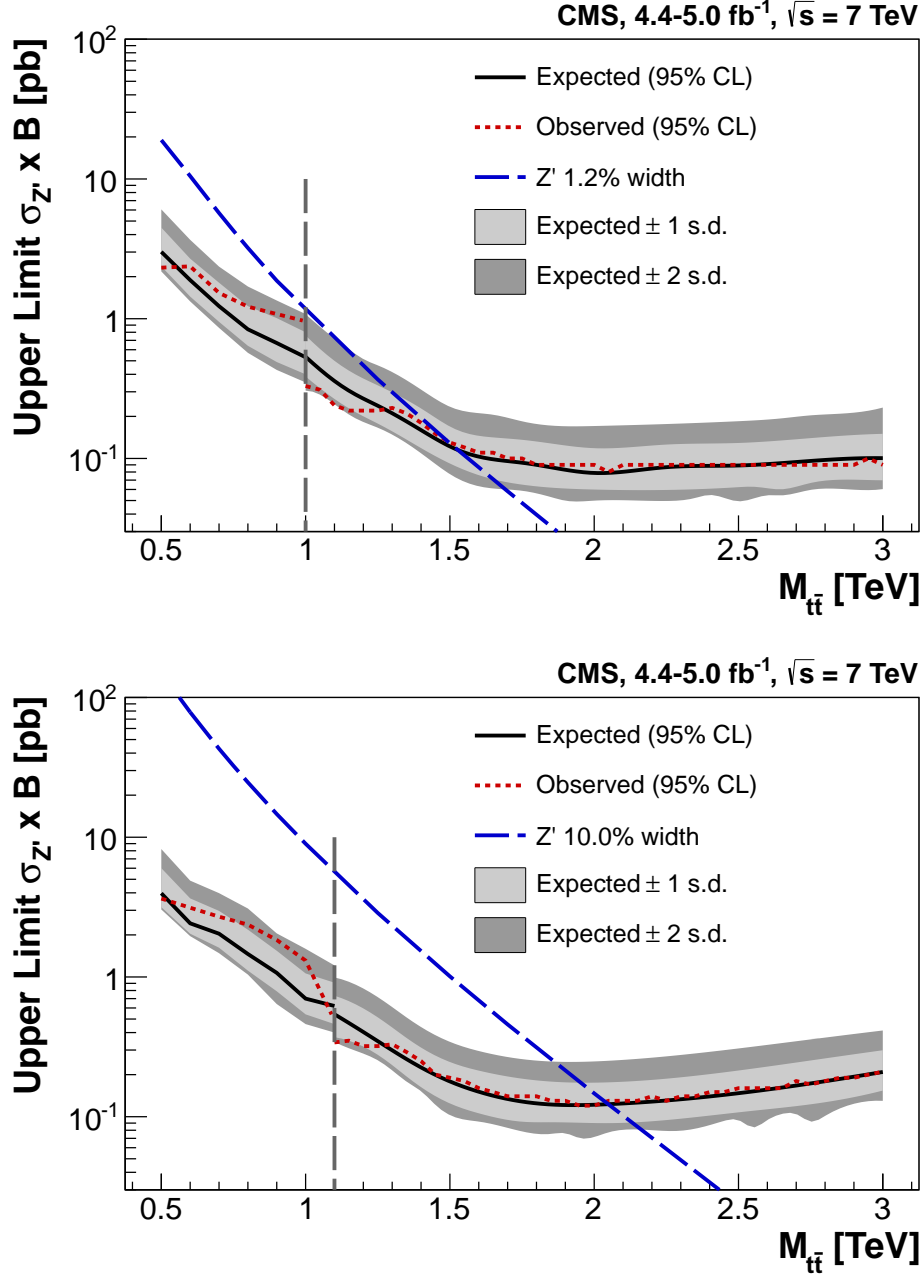 CMS, 4.4-5.0 fb⁻¹, √s = 7 TeV
Upper Limit σ_Z' x B [pb]
10²
10
1
10⁻¹
Expected (95% CL)
Observed (95% CL)
Z' 1.2% width
Expected ± 1 s.d.
Expected ± 2 s.d.
0.5 1 1.5 2 2.5 3
M_tt̄ [TeV]
CMS, 4.4-5.0 fb⁻¹, √s = 7 TeV
Upper Limit σ_Z' x B [pb]
10²
10
1
10⁻¹
Expected (95% CL)
Observed (95% CL)
Z' 10.0% width
Expected ± 1 s.d.
Expected ± 2 s.d.
0.5 1 1.5 2 2.5 3
M_tt̄ [TeV]